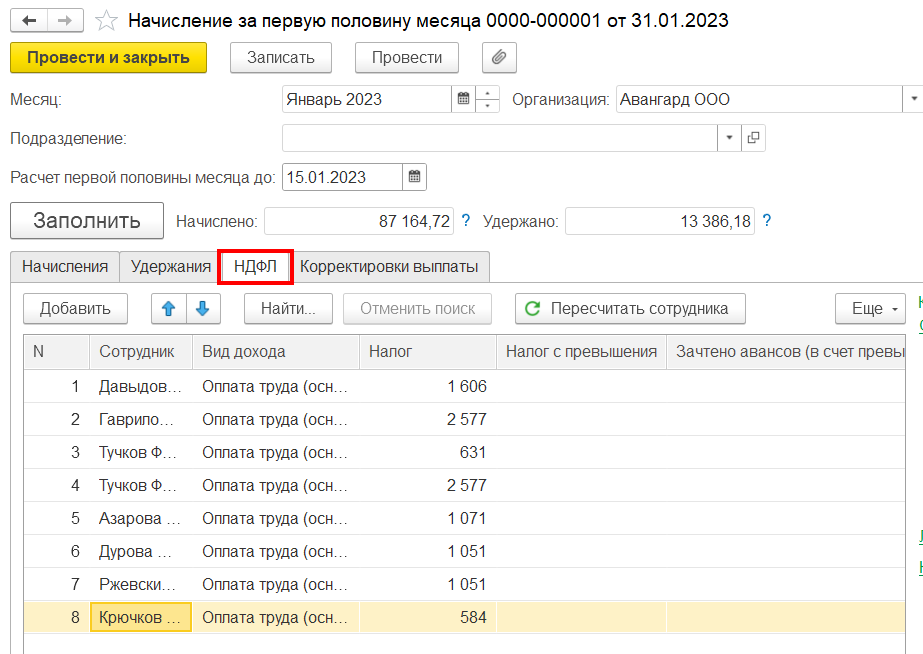 Начисление за первую половину месяца 0000-000001 от 31.01.2023
Провести и закрыть Записать Провести
Месяц: Январь 2023 Организация: Авангард ООО
Подразделение:
Расчет первой половины месяца до: 15.01.2023
Заполнить Начислено: 87 164,72 ? Удержано: 13 386,18 ?
Начисления Удержания НДФЛ Корректировки выплаты
Добавить Найти... Отменить поиск Пересчитать сотрудника Еще
N Сотрудник Вид дохода Налог Налог с превышения Зачтено авансов (в счет превы
1 Давыдов... Оплата труда (осн... 1 606
2 Гаврило... Оплата труда (осн... 2 577
3 Тучков Ф... Оплата труда (осн... 631
4 Тучков Ф... Оплата труда (осн... 2 577
5 Азарова ... Оплата труда (осн... 1 071
6 Дурова ... Оплата труда (осн... 1 051
7 Ржевски... Оплата труда (осн... 1 051
8 Крючков ... Оплата труда (осн... 584